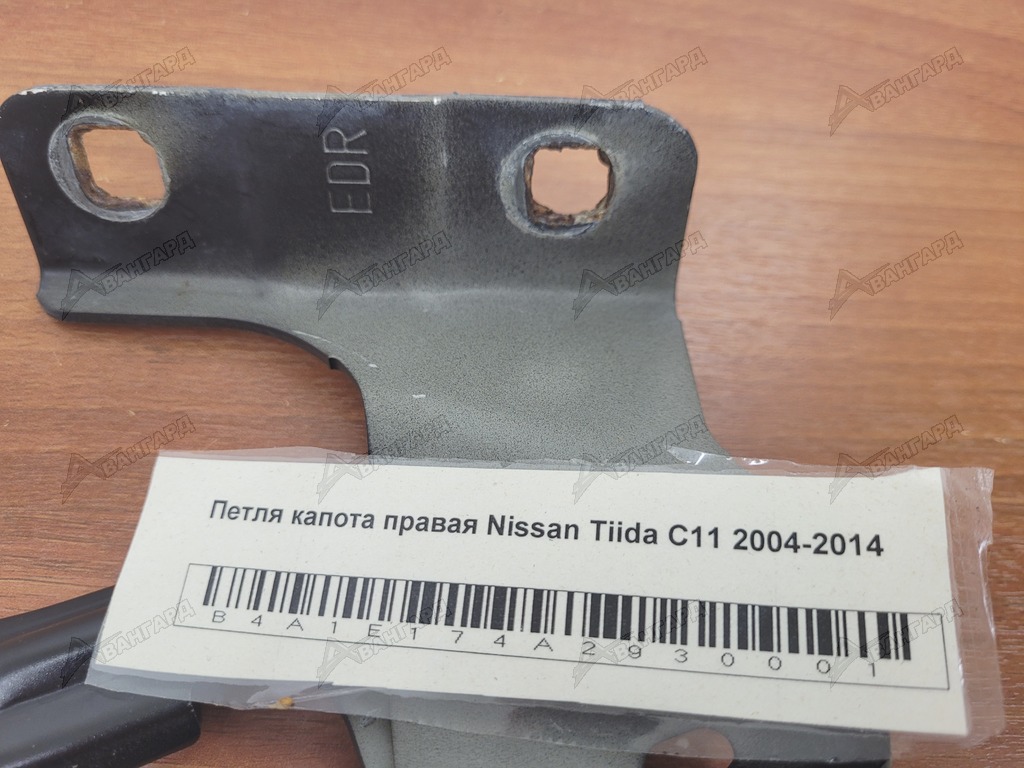 EDR
Петля капота правая Nissan Tiida C11 2004-2014
B4A1E174A2930001
АВАНГАРД